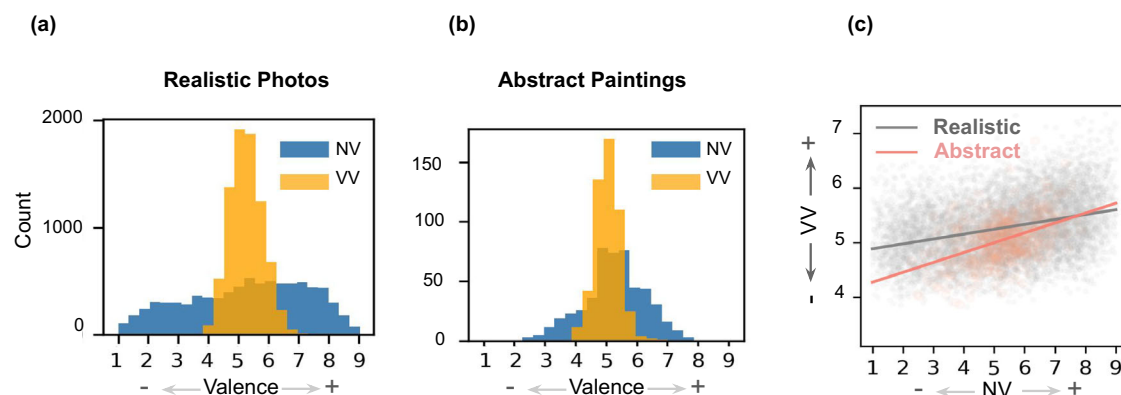 (a)
Realistic Photos
2000
1000
0
Count
NV
VV
1 2 3 4 5 6 7 8 9
- Valence +
(b)
Abstract Paintings
150
100
50
0
NV
VV
1 2 3 4 5 6 7 8 9
- Valence +
(c)
7
6
5
4
+
VV
-
Realistic
Abstract
1 2 3 4 5 6 7 8 9
- NV +